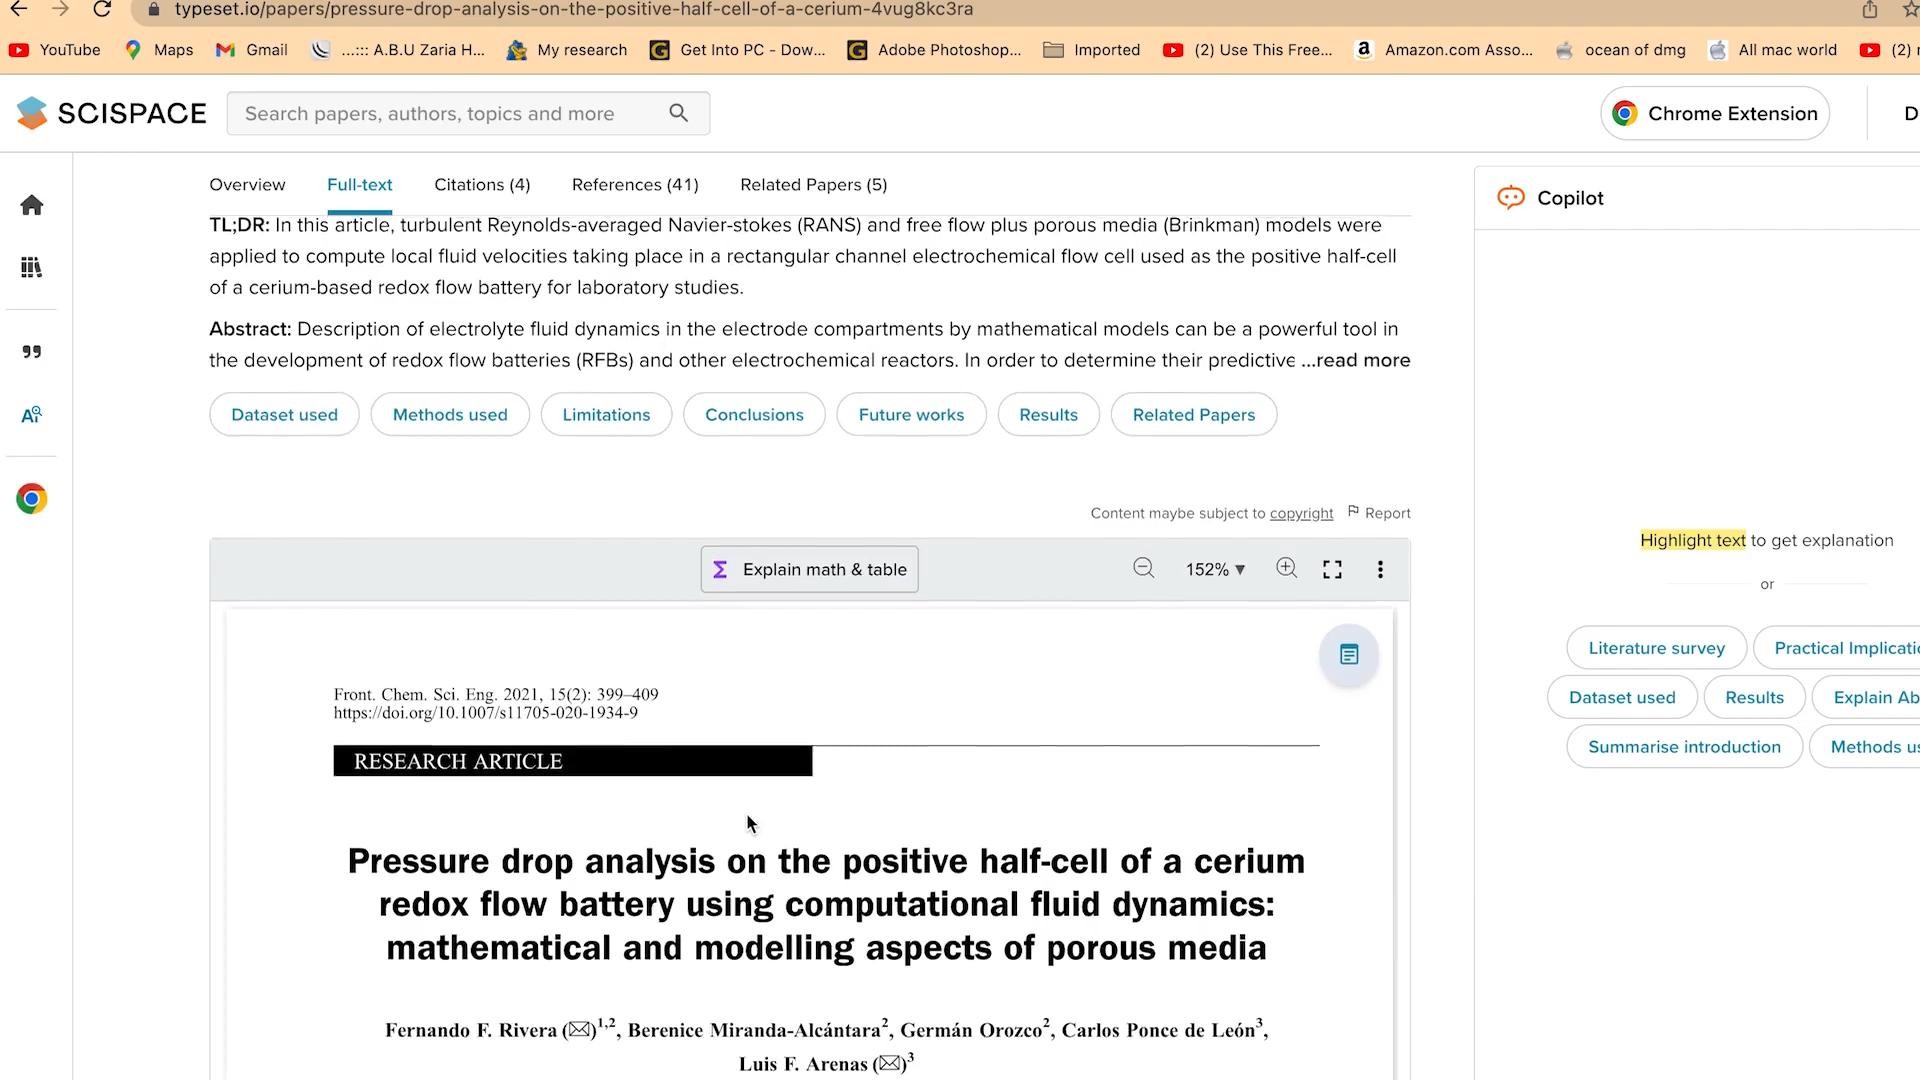 typeset.io/papers/pressure-drop-analysis-on-the-positive-half-cell-of-a-cerium-4vug8kc3ra
YouTube Maps Gmail ...::: A.B.U Zaria H... My research Get Into PC - Dow... Adobe Photoshop... Imported (2) Use This Free... Amazon.com Asso... ocean of dmg All mac world (2)
SCISPACE Search papers, authors, topics and more Chrome Extension D
Overview Full-text Citations (4) References (41) Related Papers (5)
Copilot
TL;DR: In this article, turbulent Reynolds-averaged Navier-stokes (RANS) and free flow plus porous media (Brinkman) models were
applied to compute local fluid velocities taking place in a rectangular channel electrochemical flow cell used as the positive half-cell
of a cerium-based redox flow battery for laboratory studies.
Abstract: Description of electrolyte fluid dynamics in the electrode compartments by mathematical models can be a powerful tool in
the development of redox flow batteries (RFBs) and other electrochemical reactors. In order to determine their predictive ...read more
Dataset used Methods used Limitations Conclusions Future works Results Related Papers
Content maybe subject to copyright Report
Σ Explain math & table 152% ▼
Highlight text to get explanation
or
Literature survey Practical Implicati
Dataset used Results Explain Ab
Summarise introduction Methods us
Front. Chem. Sci. Eng. 2021, 15(2): 399–409
https://doi.org/10.1007/s11705-020-1934-9
RESEARCH ARTICLE
Pressure drop analysis on the positive half-cell of a cerium
redox flow battery using computational fluid dynamics:
mathematical and modelling aspects of porous media
Fernando F. Rivera (✉)1,2, Berenice Miranda-Alcántara2, Germán Orozco2, Carlos Ponce de León3,
Luis F. Arenas (✉)3